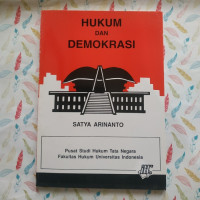 HUKUM
DAN
DEMOKRASI
SATYA ARINANTO
Pusat Studi Hukum Tata Negara
Fakultas Hukum Universitas Indonesia